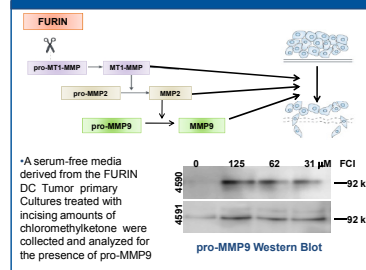 FURIN
pro-MT1-MMP
MT1-MMP
pro-MMP2
MMP2
pro-MMP9
MMP9
•A serum-free media
derived from the FURIN
DC Tumor primary
Cultures treated with
incising amounts of
chloromethylketone were
collected and analyzed for
the presence of pro-MMP9
0 125 62 31 µM FCI
4590
92 k
4591
92 k
pro-MMP9 Western Blot